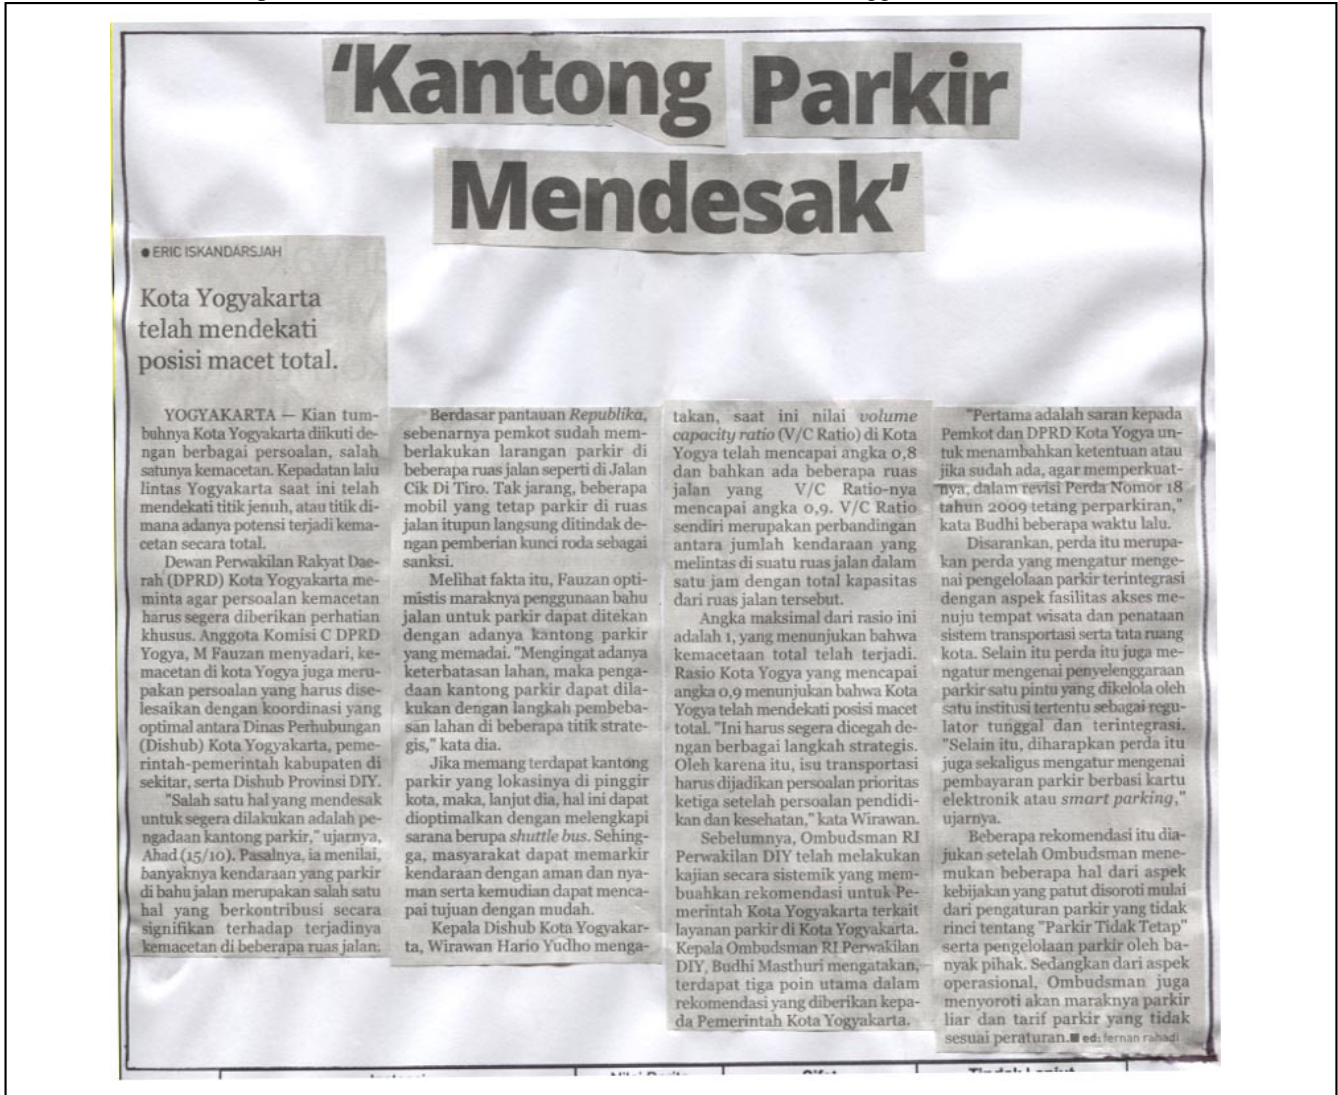 'Kantong Parkir
Mendesak'
● ERIC ISKANDARSJAH
Kota Yogyakarta
telah mendekati
posisi macet total.
YOGYAKARTA — Kian tum-
buhnya Kota Yogyakarta diikuti de-
ngan berbagai persoalan, salah
satunya kemacetan. Kepadatan lalu
lintas Yogyakarta saat ini telah
mendekati titik jenuh, atau titik di-
mana adanya potensi terjadi kema-
cetan secara total.
Dewan Perwakilan Rakyat Dae-
rah (DPRD) Kota Yogyakarta me-
minta agar persoalan kemacetan
harus segera diberikan perhatian
khusus. Anggota Komisi C DPRD
Yogya, M Fauzan menyadari, ke-
macetan di kota Yogya juga meru-
pakan persoalan yang harus dise-
lesaikan dengan koordinasi yang
optimal antara Dinas Perhubungan
(Dishub) Kota Yogyakarta, peme-
rintah-pemerintah kabupaten di
sekitar, serta Dishub Provinsi DIY.
"Salah satu hal yang mendesak
untuk segera dilakukan adalah pe-
ngadaan kantong parkir," ujarnya,
Ahad (15/10). Pasalnya, ia menilai,
banyaknya kendaraan yang parkir
di bahu jalan merupakan salah satu
hal yang berkontribusi secara
signifikan terhadap terjadinya
kemacetan di beberapa ruas jalan.
Berdasar pantauan Republika,
sebenarnya pemkot sudah mem-
berlakukan larangan parkir di
beberapa ruas jalan seperti di Jalan
Cik Di Tiro. Tak jarang, beberapa
mobil yang tetap parkir di ruas
jalan itupun langsung ditindak de-
ngan pemberian kunci roda sebagai
sanksi.
Melihat fakta itu, Fauzan opti-
mistis maraknya penggunaan bahu
jalan untuk parkir dapat ditekan
dengan adanya kantong parkir
yang memadai. "Mengingat adanya
keterbatasan lahan, maka penga-
daan kantong parkir dapat dila-
kukan dengan langkah pembeba-
san lahan di beberapa titik strate-
gis," kata dia.
Jika memang terdapat kantong
parkir yang lokasinya di pinggir
kota, maka, lanjut dia, hal ini dapat
dioptimalkan dengan melengkapi
sarana berupa shuttle bus. Sehing-
ga, masyarakat dapat memarkir
kendaraan dengan aman dan nya-
man serta kemudian dapat menca-
pai tujuan dengan mudah.
Kepala Dishub Kota Yogyakar-
ta, Wirawan Hario Yudho menga-
takan, saat ini nilai volume
capacity ratio (V/C Ratio) di Kota
Yogya telah mencapai angka 0,8
dan bahkan ada beberapa ruas
jalan yang V/C Ratio-nya
mencapai angka 0,9. V/C Ratio
sendiri merupakan perbandingan
antara jumlah kendaraan yang
melintas di suatu ruas jalan dalam
satu jam dengan total kapasitas
dari ruas jalan tersebut.
Angka maksimal dari rasio ini
adalah 1, yang menunjukan bahwa
kemacetaan total telah terjadi.
Rasio Kota Yogya yang mencapai
angka 0,9 menunjukan bahwa Kota
Yogya telah mendekati posisi macet
total. "Ini harus segera dicegah de-
ngan berbagai langkah strategis.
Oleh karena itu, isu transportasi
harus dijadikan persoalan prioritas
ketiga setelah persoalan pendidi-
kan dan kesehatan," kata Wirawan.
Sebelumnya, Ombudsman RI
Perwakilan DIY telah melakukan
kajian secara sistemik yang mem-
buahkan rekomendasi untuk Pe-
merintah Kota Yogyakarta terkait
layanan parkir di Kota Yogyakarta.
Kepala Ombudsman RI Perwakilan
DIY, Budhi Masthuri mengatakan,
terdapat tiga poin utama dalam
rekomendasi yang diberikan kepa-
da Pemerintah Kota Yogyakarta.
"Pertama adalah saran kepada
Pemkot dan DPRD Kota Yogya un-
tuk menambahkan ketentuan atau
jika sudah ada, agar memperkuat-
nya, dalam revisi Perda Nomor 18
tahun 2009 tetang perparkiran,"
kata Budhi beberapa waktu lalu.
Disarankan, perda itu merupa-
kan perda yang mengatur menge-
nai pengelolaan parkir terintegrasi
dengan aspek fasilitas akses me-
nuju tempat wisata dan penataan
sistem transportasi serta tata ruang
kota. Selain itu perda itu juga me-
ngatur mengenai penyelenggaraan
parkir satu pintu yang dikelola oleh
satu institusi tertentu sebagai regu-
lator tunggal dan terintegrasi.
"Selain itu, diharapkan perda itu
juga sekaligus mengatur mengenai
pembayaran parkir berbasi kartu
elektronik atau smart parking,"
ujarnya.
Beberapa rekomendasi itu dia-
jukan setelah Ombudsman mene-
mukan beberapa hal dari aspek
kebijakan yang patut disoroti mulai
dari pengaturan parkir yang tidak
rinci tentang "Parkir Tidak Tetap"
serta pengelolaan parkir oleh ba-
nyak pihak. Sedangkan dari aspek
operasional, Ombudsman juga
menyoroti akan maraknya parkir
liar dan tarif parkir yang tidak
sesuai peraturan.■ ed: fernan rahadi